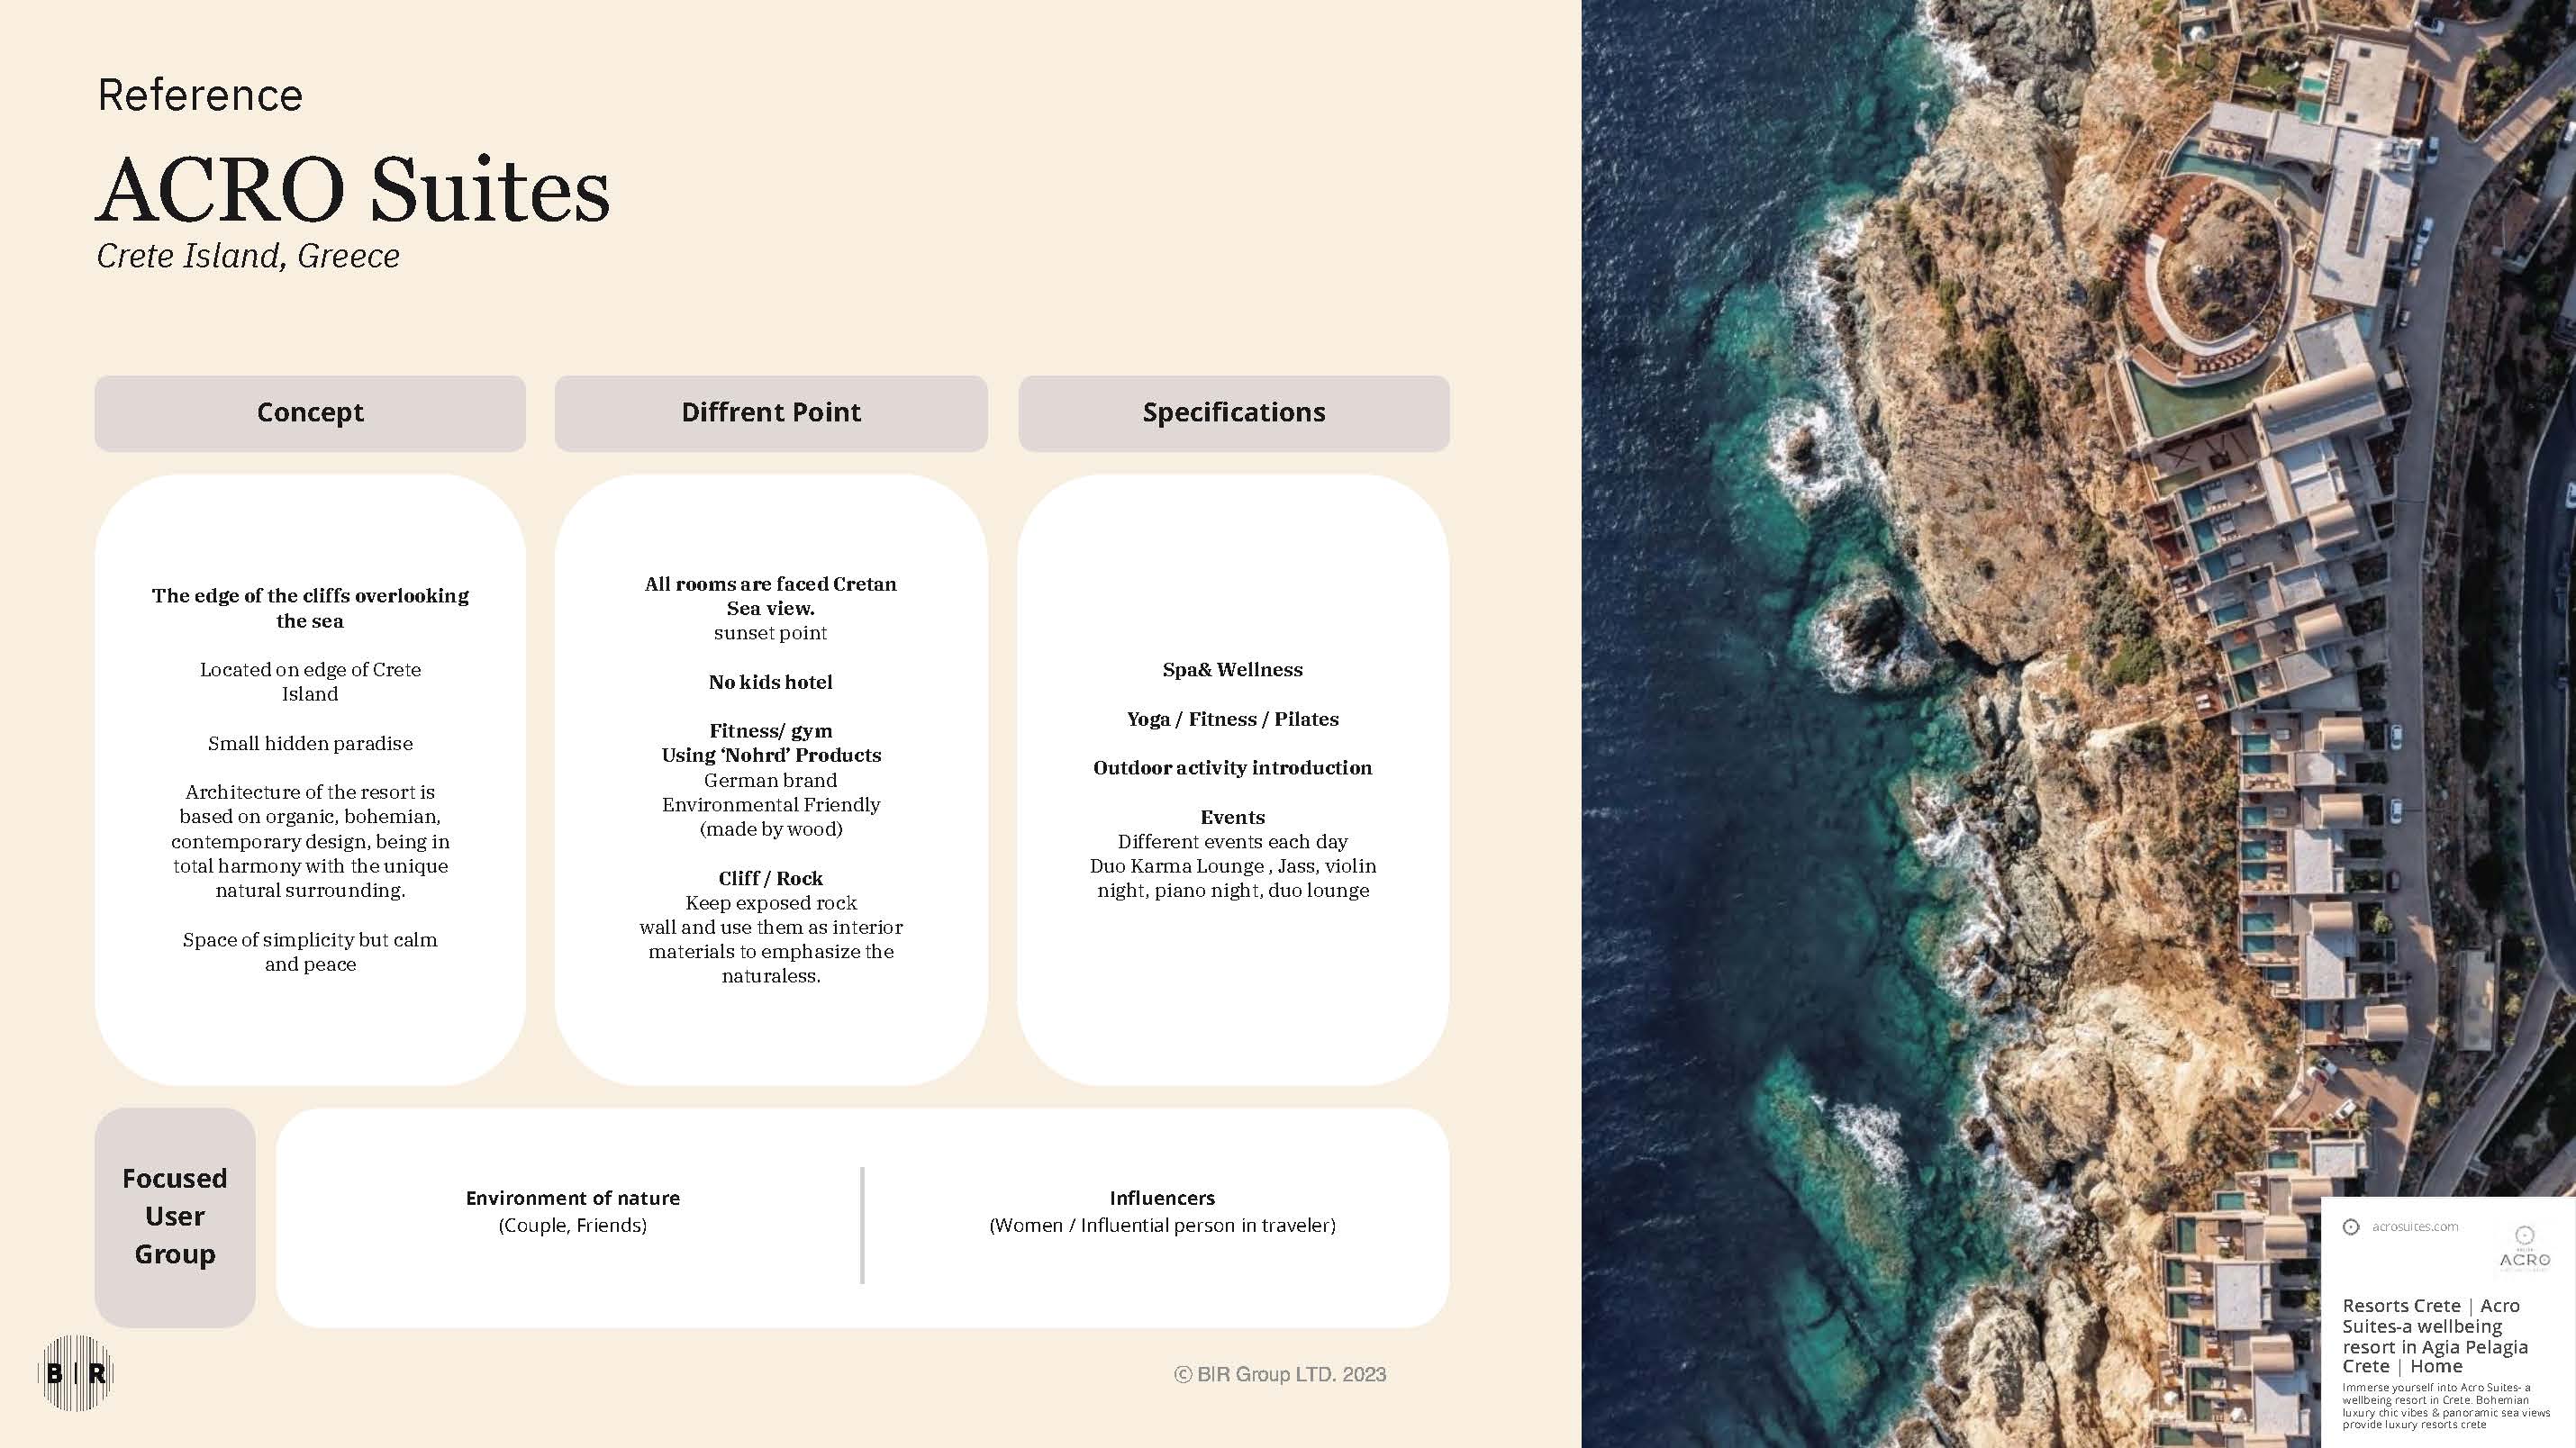 Reference
ACRO Suites
Crete Island, Greece
Concept
Diffrent Point
Specifications
The edge of the cliffs overlooking
the sea
Located on edge of Crete
Island
Small hidden paradise
Architecture of the resort is
based on organic, bohemian,
contemporary design, being in
total harmony with the unique
natural surrounding.
Space of simplicity but calm
and peace
All rooms are faced Cretan
Sea view.
sunset point
No kids hotel
Fitness/ gym
Using ‘Nohrd’ Products
German brand
Environmental Friendly
(made by wood)
Cliff / Rock
Keep exposed rock
wall and use them as interior
materials to emphasize the
naturaless.
Spa& Wellness
Yoga / Fitness / Pilates
Outdoor activity introduction
Events
Different events each day
Duo Karma Lounge , Jass, violin
night, piano night, duo lounge
Focused
User
Group
Environment of nature
(Couple, Friends)
Influencers
(Women / Influential person in traveler)
B | R
© BIR Group LTD. 2023
acrosuites.com
ACRO
Resorts Crete | Acro
Suites-a wellbeing
resort in Agia Pelagia
Crete | Home
Immerse yourself into Acro Suites- a
wellbeing resort in Crete. Bohemian
luxury chic vibes & panoramic sea views
provide luxury resorts crete